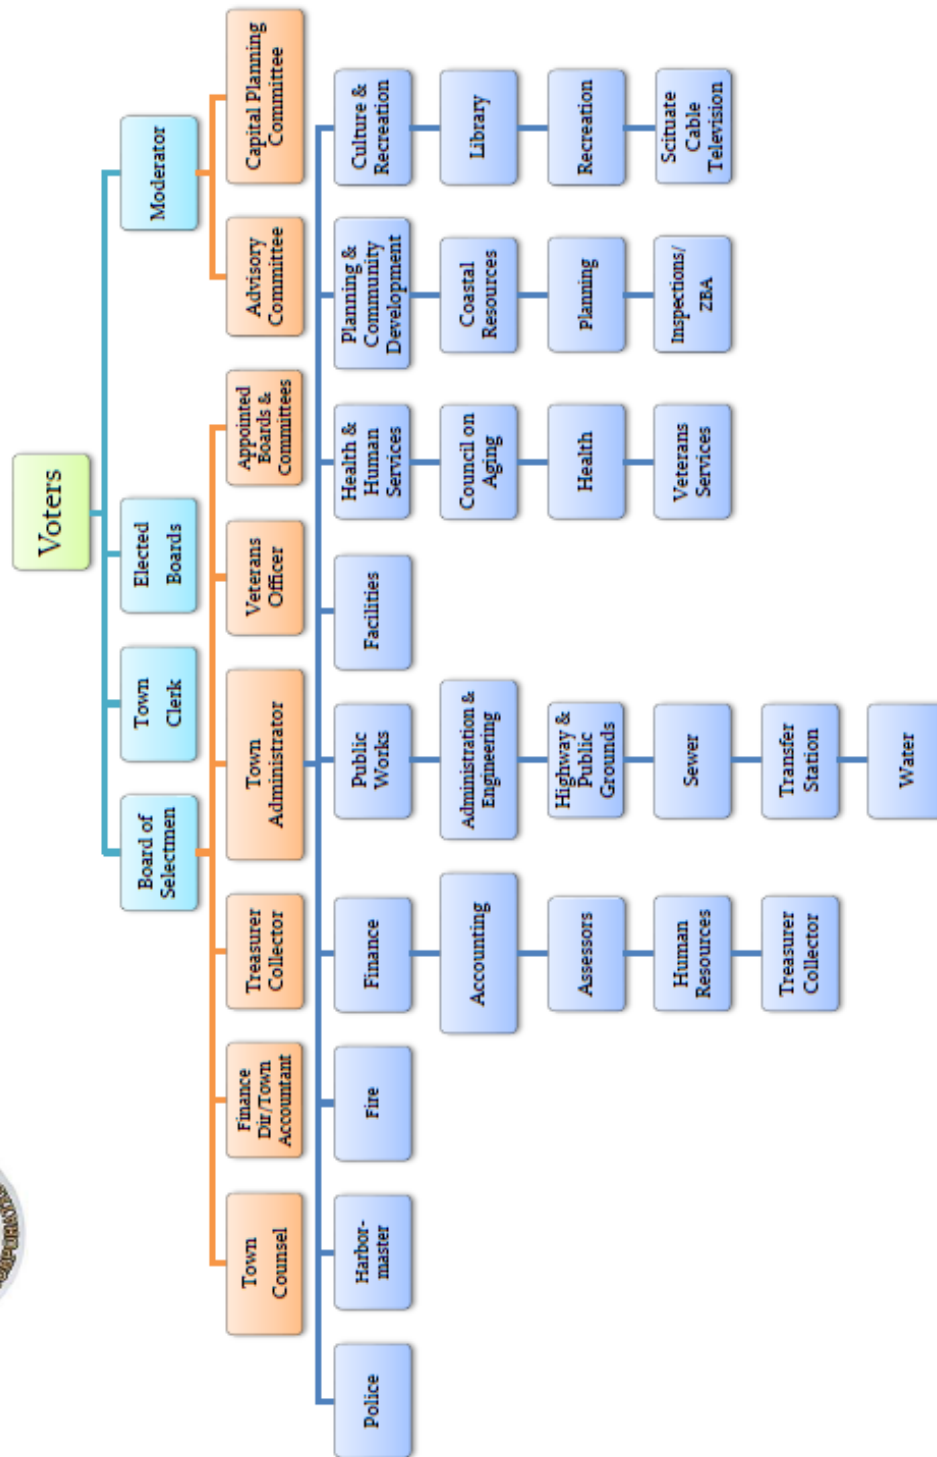 Voters
Board of
Selectmen
Town
Clerk
Elected
Boards
Moderator
Town
Counsel
Finance
Dir/Town
Accountant
Treasurer
Collector
Town
Administrator
Veterans
Officer
Appointed
Boards &
Committees
Advisory
Committee
Capital Planning
Committee
Police
Harbor-
master
Fire
Finance
Public
Works
Facilities
Health &
Human
Services
Planning &
Community
Development
Culture &
Recreation
Accounting
Administration &
Engineering
Council on
Aging
Coastal
Resources
Library
Assessors
Highway &
Public
Grounds
Health
Planning
Recreation
Human
Resources
Sewer
Veterans
Services
Inspections/
ZBA
Scituate
Cable
Television
Treasurer
Collector
Transfer
Station
Water